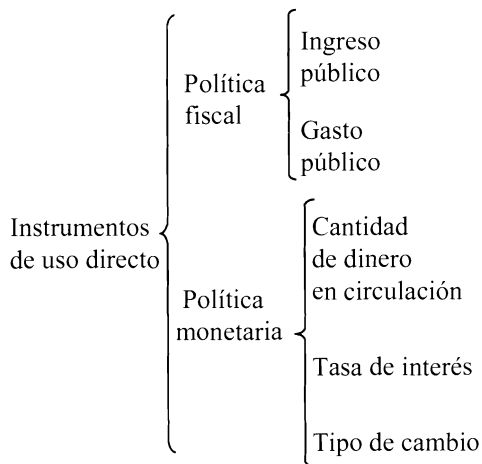 Instrumentos
de uso directo
Política
fiscal
Ingreso
público
Gasto
público
Política
monetaria
Cantidad
de dinero
en circulación
Tasa de interés
Tipo de cambio